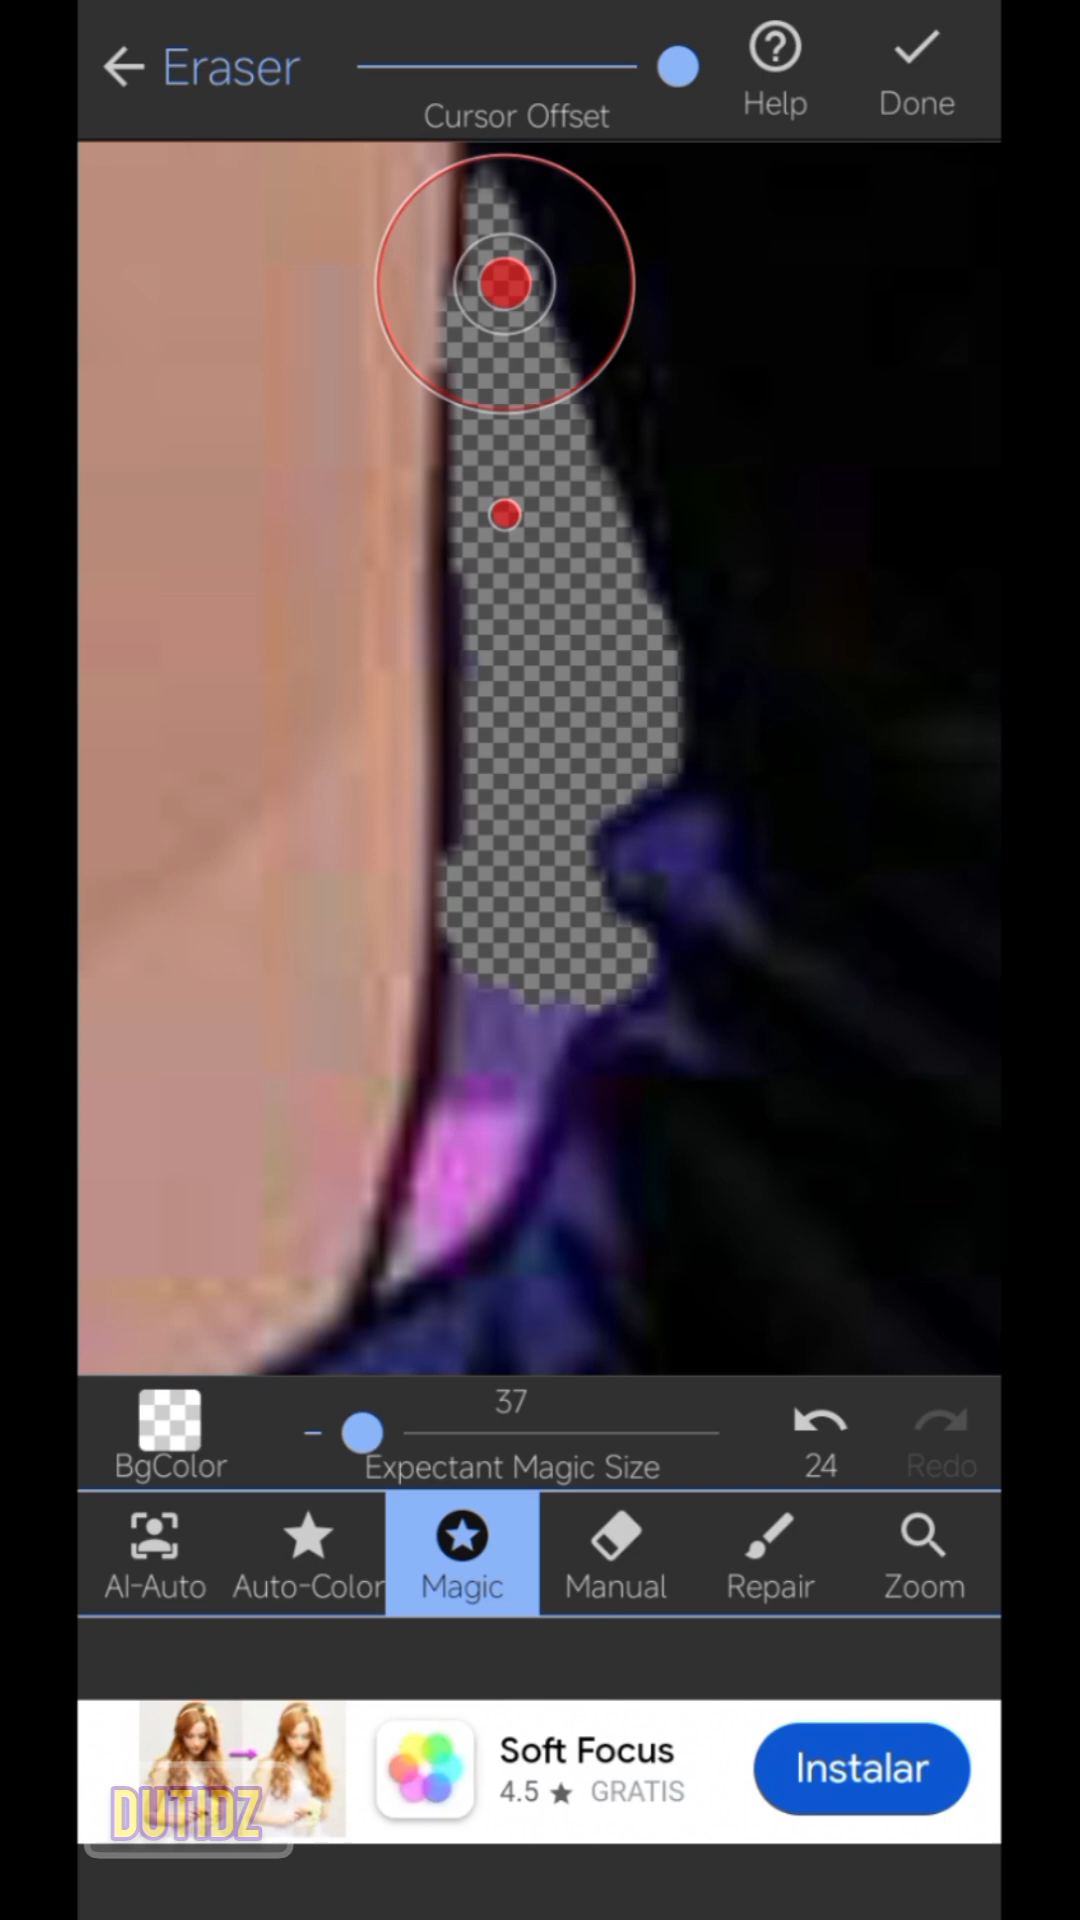 Eraser
Cursor Offset
Help
Done
BgColor
37
Expectant Magic Size
24
Redo
AI-Auto
Auto-Color
Magic
Manual
Repair
Zoom
Soft Focus
4.5 ★ GRATIS
Instalar
DUTIDZ